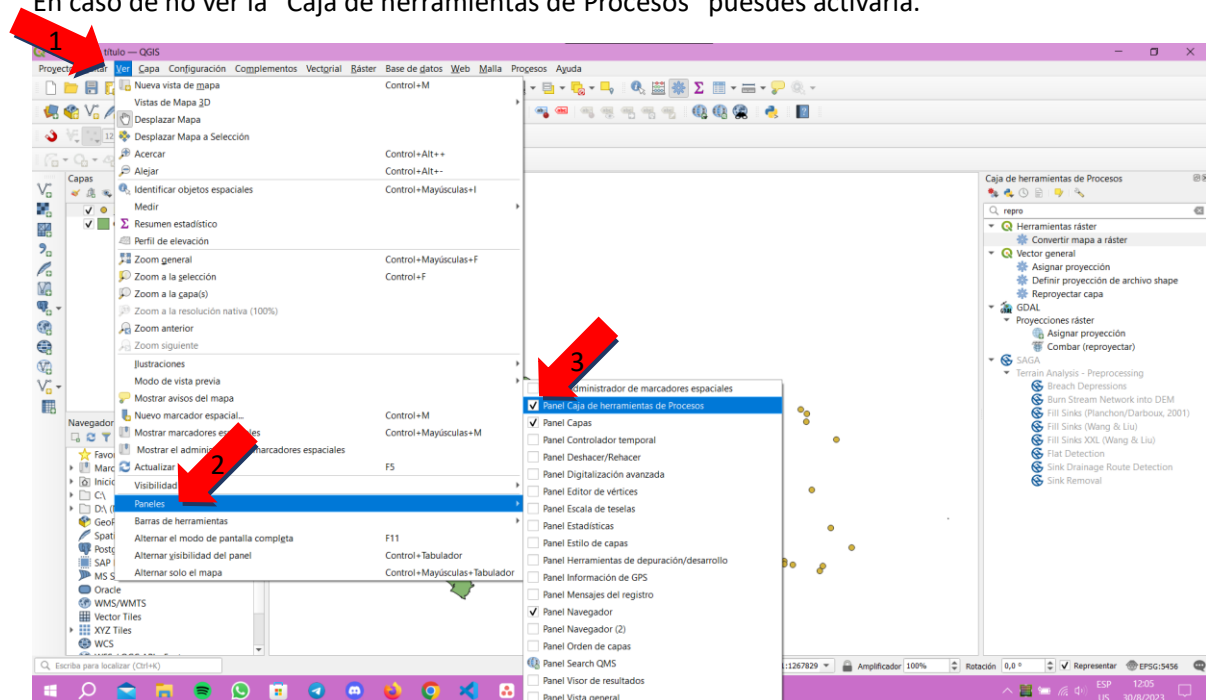 En caso de no ver la "Caja de herramientas de Procesos" puesdes activarla.
1
título — QGIS
Ver Capa Configuración Complementos Vectorial Ráster Base de datos Web Malla Procesos Ayuda
Nueva vista de mapa Control+M
Vistas de Mapa 3D
Desplazar Mapa
Desplazar Mapa a Selección
Acercar Control+Alt++
Alejar Control+Alt+-
Identificar objetos espaciales Control+Mayúsculas+I
Medir
Resumen estadístico
Perfil de elevación
Zoom general Control+Mayúsculas+F
Zoom a la selección Control+F
Zoom a la capa(s)
Zoom a la resolución nativa (100%)
Zoom anterior
Zoom siguiente
Ilustraciones
Modo de vista previa
Mostrar avisos del mapa
Nuevo marcador espacial... Control+M
Mostrar marcadores Control+Mayúsculas+M
Mostrar el marcadores espaciales
Actualizar F5
2
Paneles
Barras de herramientas
Alternar el modo de pantalla completa F11
Alternar visibilidad del panel Control+Tabulador
Alternar solo el mapa Control+Mayúsculas+Tabulador
Capas
Navegador
C:\
Oracle
WMS/WMTS
Vector Tiles
XYZ Tiles
WCS
3
administrador de marcadores espaciales
Panel Caja de herramientas de Procesos
Panel Capas
Panel Controlador temporal
Panel Deshacer/Rehacer
Panel Digitalización avanzada
Panel Editor de vértices
Panel Escala de teselas
Panel Estadísticas
Panel Estilo de capas
Panel Herramientas de depuración/desarrollo
Panel Información de GPS
Panel Mensajes del registro
Panel Navegador
Panel Navegador (2)
Panel Orden de capas
Panel Search QMS
Panel Visor de resultados
Panel Vista general
Caja de herramientas de Procesos
repro
Herramientas ráster
Convertir mapa a ráster
Vector general
Asignar proyección
Definir proyección de archivo shape
Reproyectar capa
GDAL
Proyecciones ráster
Asignar proyección
Combar (reproyectar)
SAGA
Terrain Analysis - Preprocessing
Breach Depressions
Burn Stream Network into DEM
Fill Sinks (Planchon/Darboux, 2001)
Fill Sinks (Wang & Liu)
Fill Sinks XXL (Wang & Liu)
Flat Detection
Sink Drainage Route Detection
Sink Removal
Escriba para localizar (Ctrl+K)
:1267829 Amplificador 100% Rotación 0,0 ° Representar EPSG:5456
ESP 12:05
US 30/8/2023